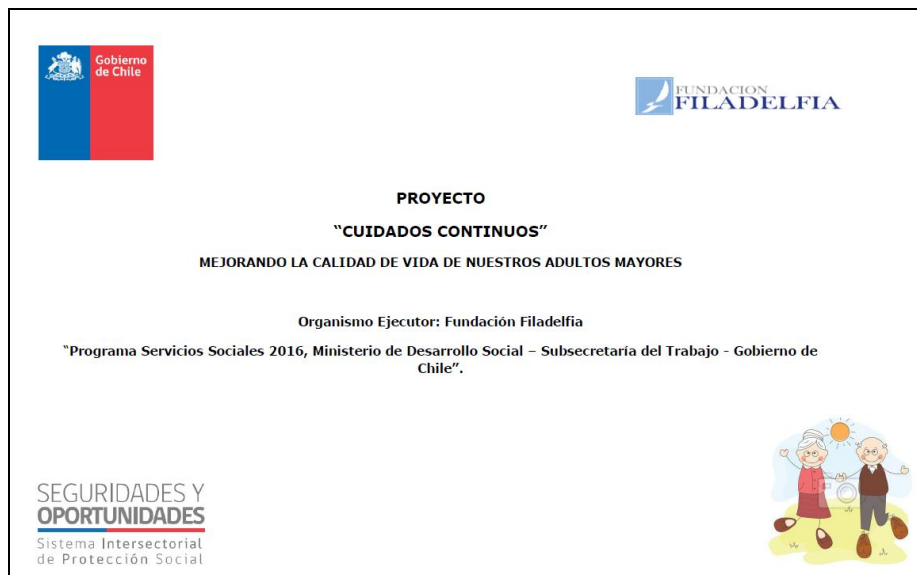 Gobierno
de Chile
FUNDACION
FILADELFIA
PROYECTO
“CUIDADOS CONTINUOS”
MEJORANDO LA CALIDAD DE VIDA DE NUESTROS ADULTOS MAYORES
Organismo Ejecutor: Fundación Filadelfia
“Programa Servicios Sociales 2016, Ministerio de Desarrollo Social – Subsecretaría del Trabajo - Gobierno de
Chile”.
SEGURIDADES Y
OPORTUNIDADES
Sistema Intersectorial
de Protección Social